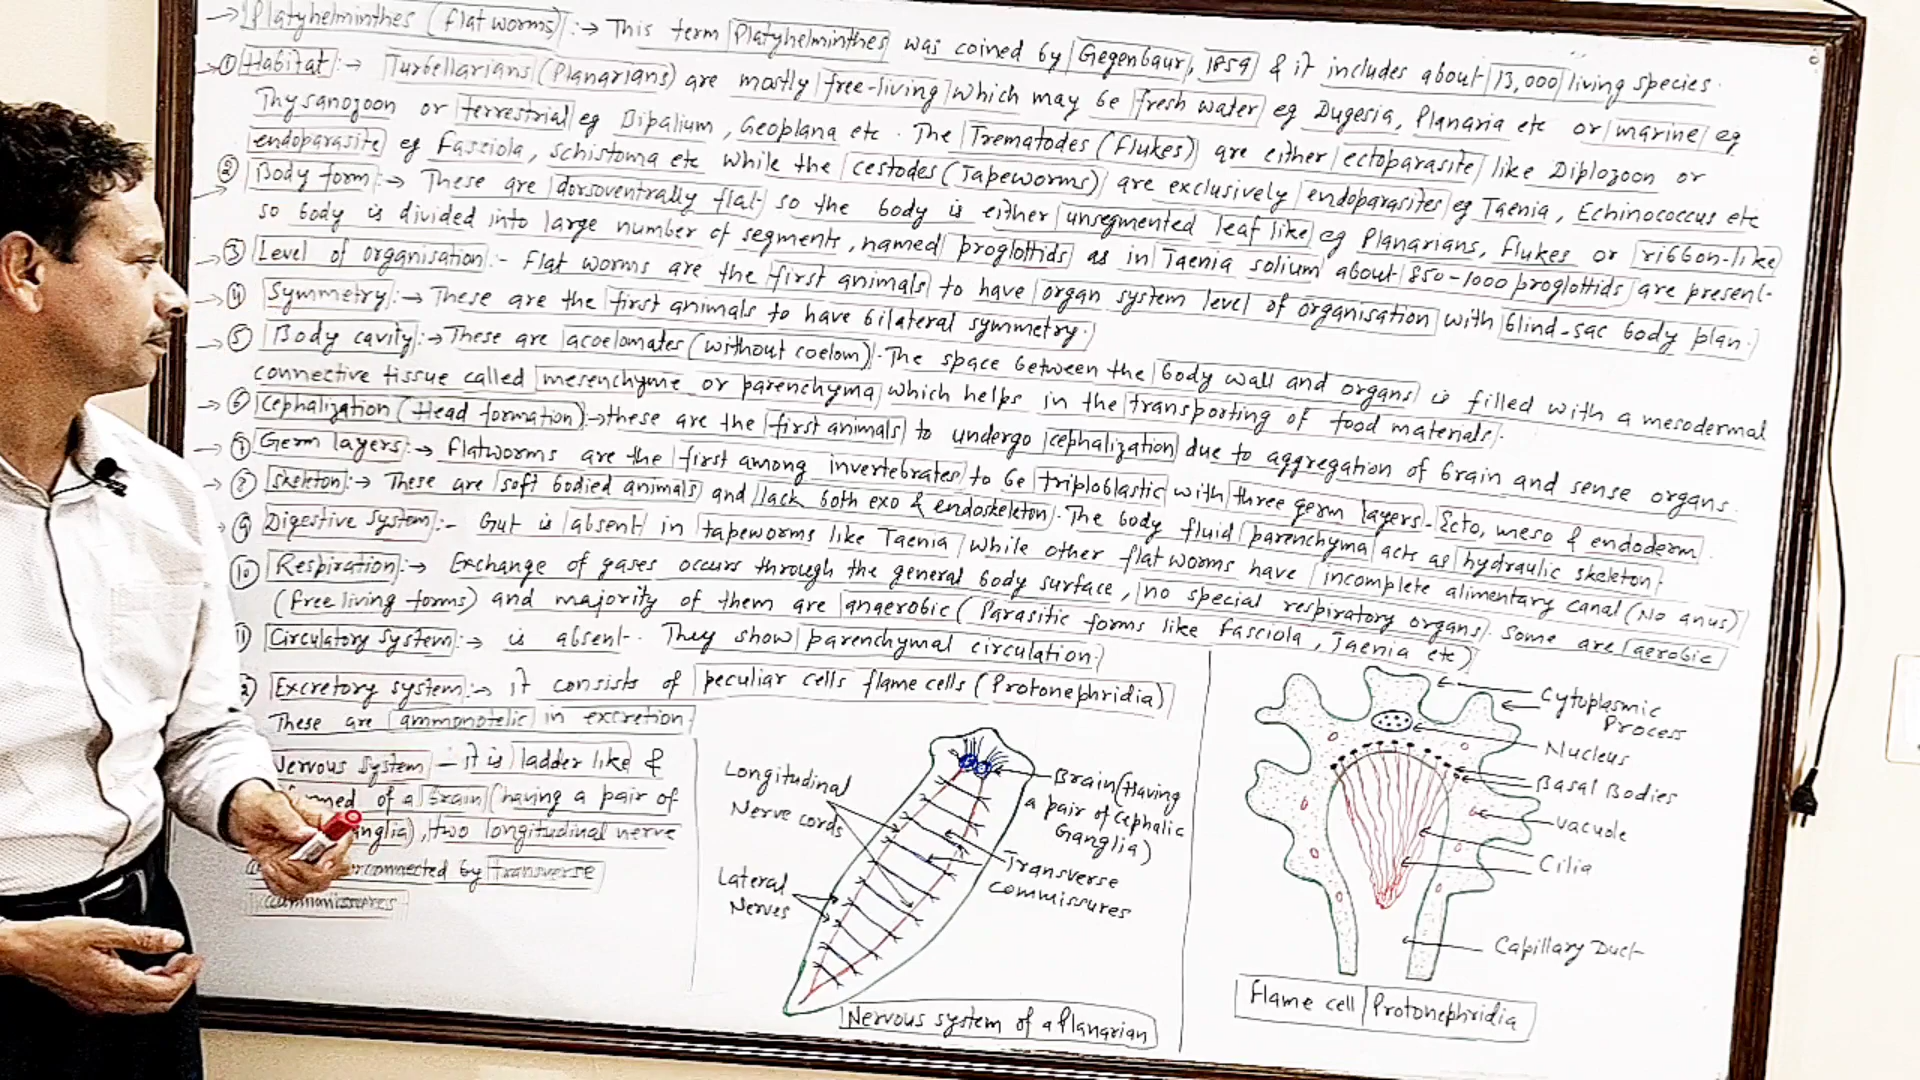 → Platyhelminthes (flat worms) :→ This term Platyhelminthes was coined by Gegenbaur, 1859 & it includes about 13,000 living species.
→ ① Habitat :→ Turbellarians (Planarians) are mostly free-living which may be fresh water eg Dugesia, Planaria etc or marine eg
Thysanozoon or terrestrial eg Bipalium, Geoplana etc. The Trematodes (Flukes) are either ectoparasite like Diplozoon or
endoparasite eg Fasciola, Schistoma etc while the cestodes (Tapeworms) are exclusively endoparasites eg Taenia, Echinococcus etc
→ ② Body form :→ These are dorsoventrally flat so the body is either unsegmented leaf like eg Planarians, Flukes or ribbon-like
so body is divided into large number of segments, named proglottids as in Taenia solium about 850-1000 proglottids are present.
→ ③ Level of organisation :- Flat worms are the first animals to have organ system level of organisation with blind-sac body plan.
→ ④ Symmetry :→ These are the first animals to have bilateral symmetry.
→ ⑤ Body cavity :→ These are acoelomates (without coelom). The space between the body wall and organs is filled with a mesodermal
connective tissue called mesenchyme or parenchyma which helps in the transporting of food materials.
→ ⑥ Cephalization (Head formation) :→ these are the first animals to undergo cephalization due to aggregation of brain and sense organs.
→ ⑦ Germ layers :→ flatworms are the first among invertebrates to be triploblastic with three germ layers - Ecto, meso & endoderm.
→ ⑧ Skeleton :→ These are soft bodied animals and lack both exo & endoskeleton. The body fluid parenchyma acts as hydraulic skeleton.
→ ⑨ Digestive system :- Gut is absent in tapeworms like Taenia while other flat worms have incomplete alimentary canal (No anus)
⑩ Respiration :→ Exchange of gases occurs through the general body surface, no special respiratory organs. Some are aerobic
(free living forms) and majority of them are anaerobic (Parasitic forms like Fasciola, Taenia etc)
⑪ Circulatory system :→ is absent. They show parenchymal circulation.
Excretory system :→ it consists of peculiar cells flame cells (Protonephridia)
These are ammonotelic in excretion.
Nervous System - it is ladder like &
of a brain (having a pair of
), two longitudinal nerve
by transverse
Longitudinal
Nerve cords
Lateral
Nerves
Brain (Having
a pair of Cephalic
Ganglia)
Transverse
commissures
Nervous system of a Planarian
Cytoplasmic
Process
Nucleus
Basal Bodies
vacuole
Cilia
Capillary Duct
Flame cell | Protonephridia